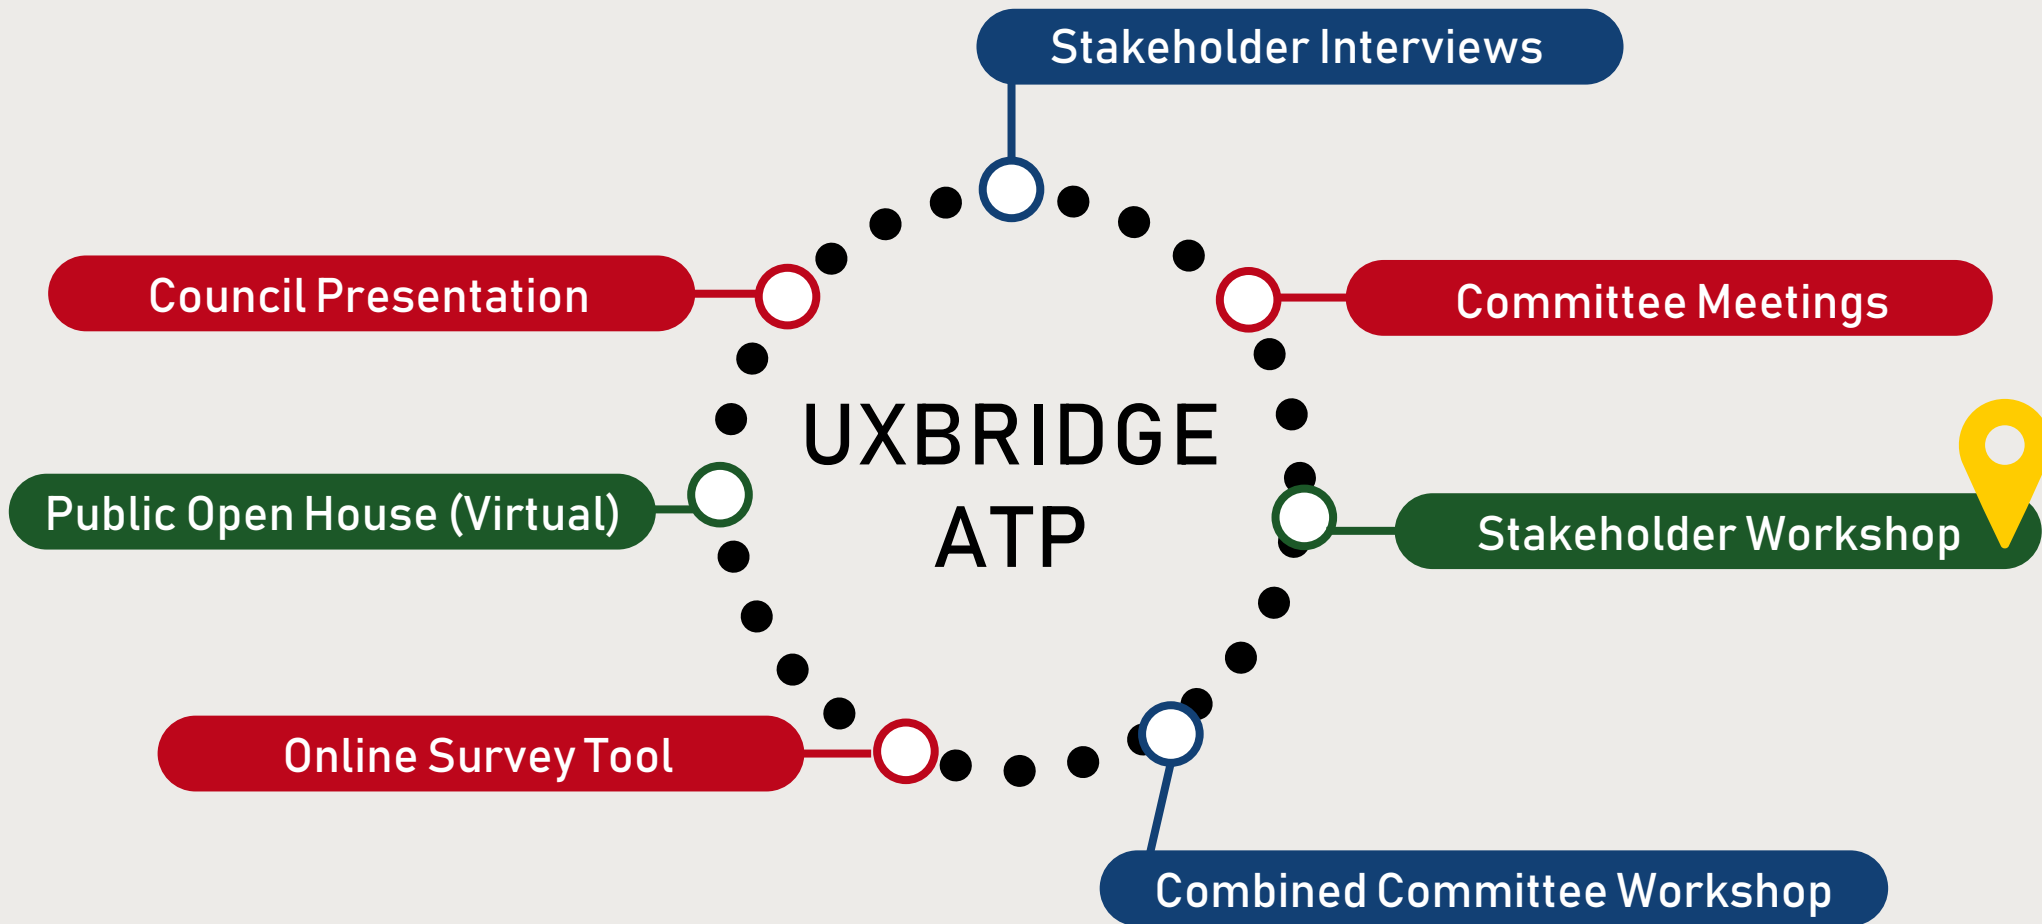 Stakeholder Interviews
Council Presentation
Committee Meetings
UXBRIDGE
ATP
Public Open House (Virtual)
Stakeholder Workshop
Online Survey Tool
Combined Committee Workshop